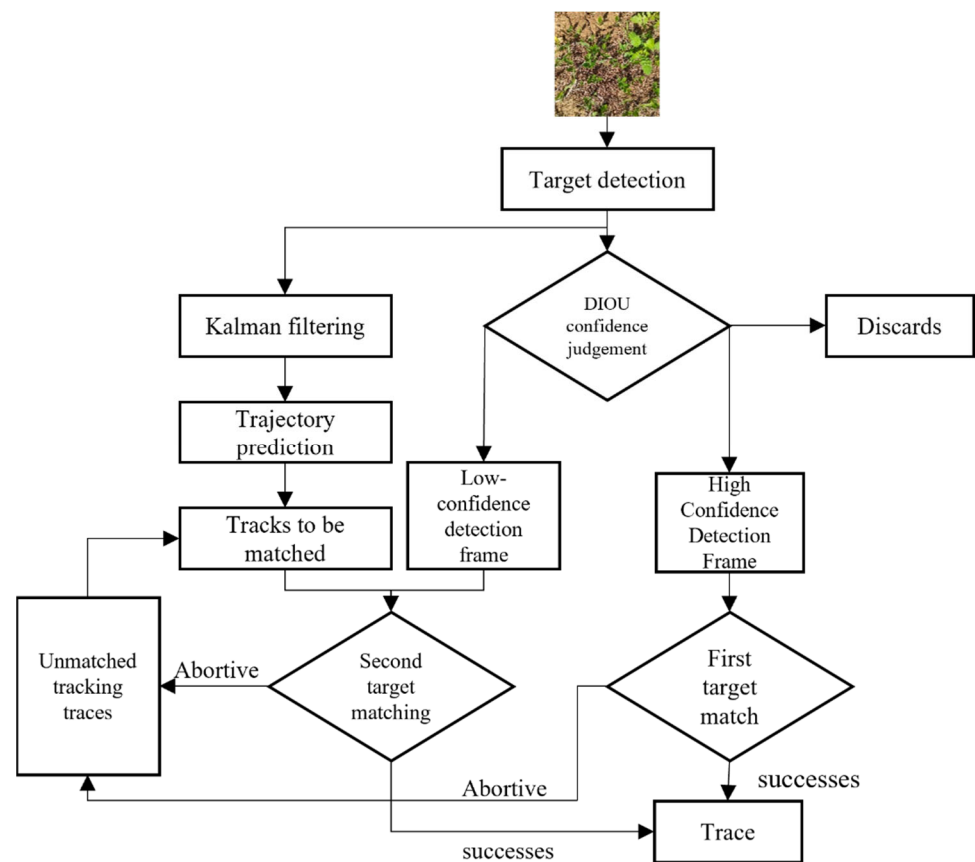 Target detection
DIOU
confidence
judgement
Kalman filtering
Discards
Trajectory
prediction
Low-
confidence
detection
frame
High
Confidence
Detection
Frame
Tracks to be
matched
Unmatched
tracking
traces
Abortive
Second
target
matching
First
target
match
Abortive
successes
Trace
successes